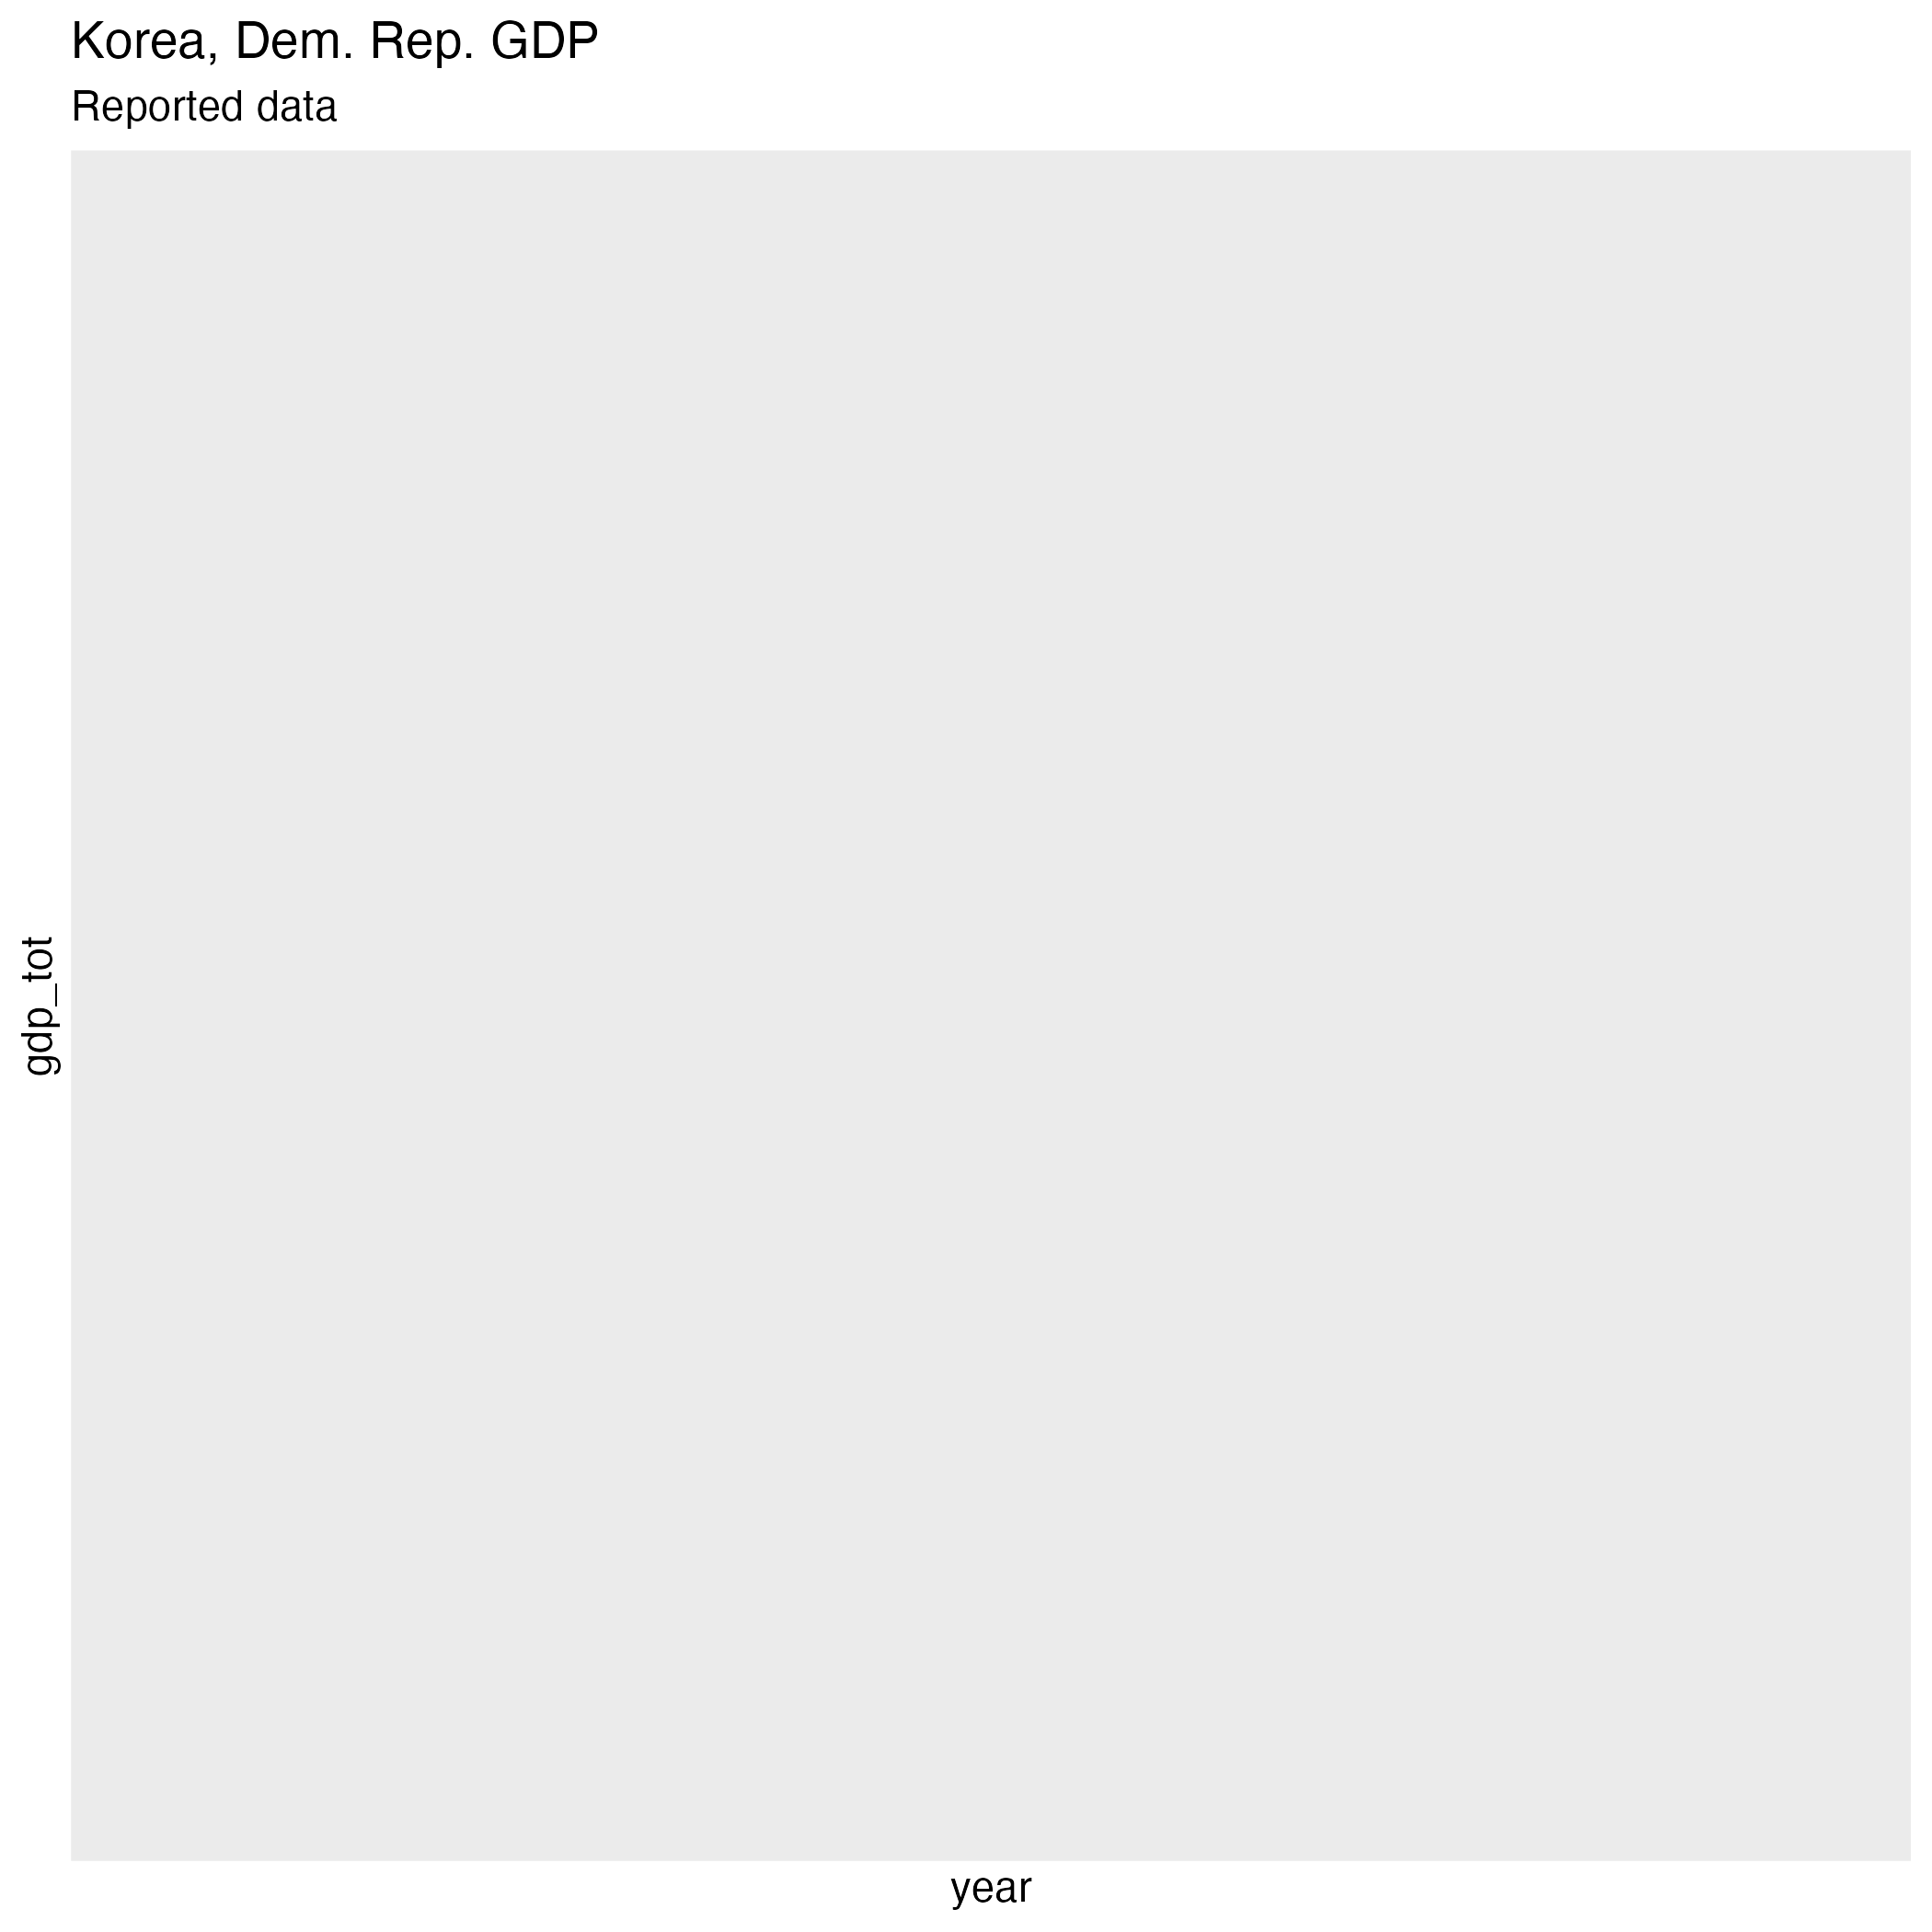 Korea, Dem. Rep. GDP
Reported data
gdp_tot
year